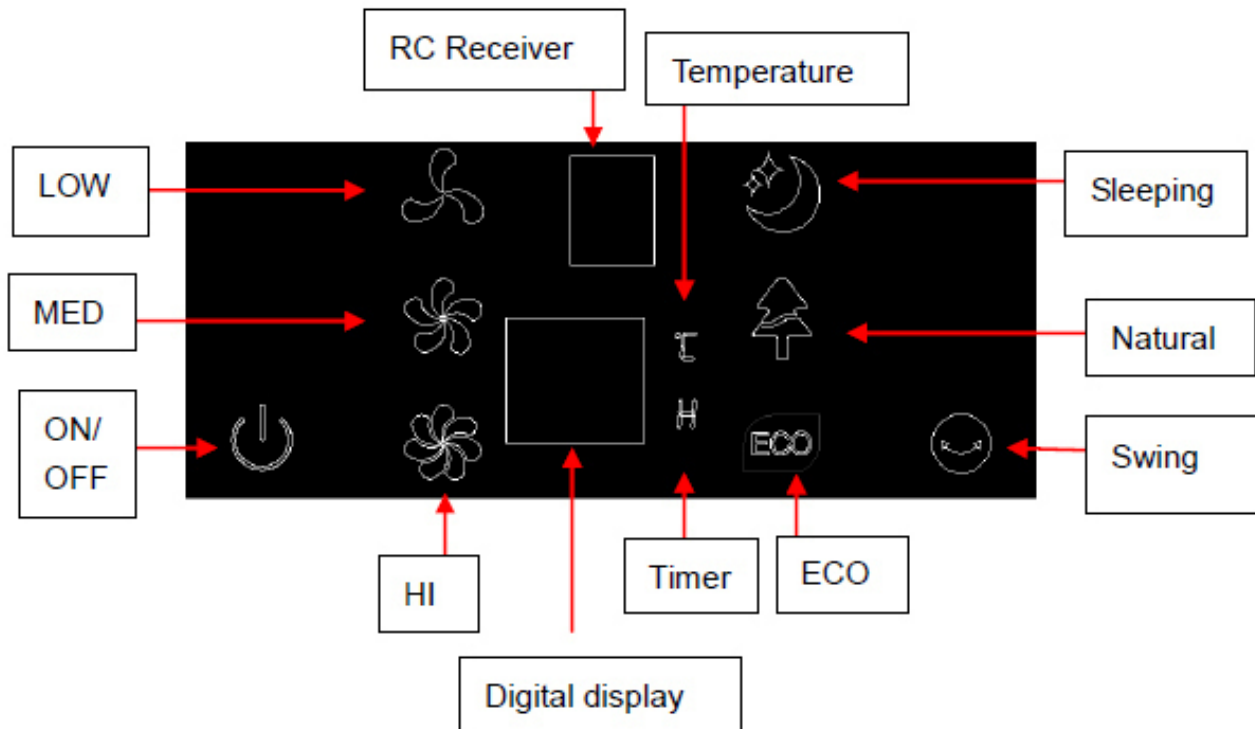 RC Receiver
Temperature
LOW
Sleeping
MED
℃
Natural
ON/
OFF
H
ECO
Swing
HI
Timer
ECO
Digital display